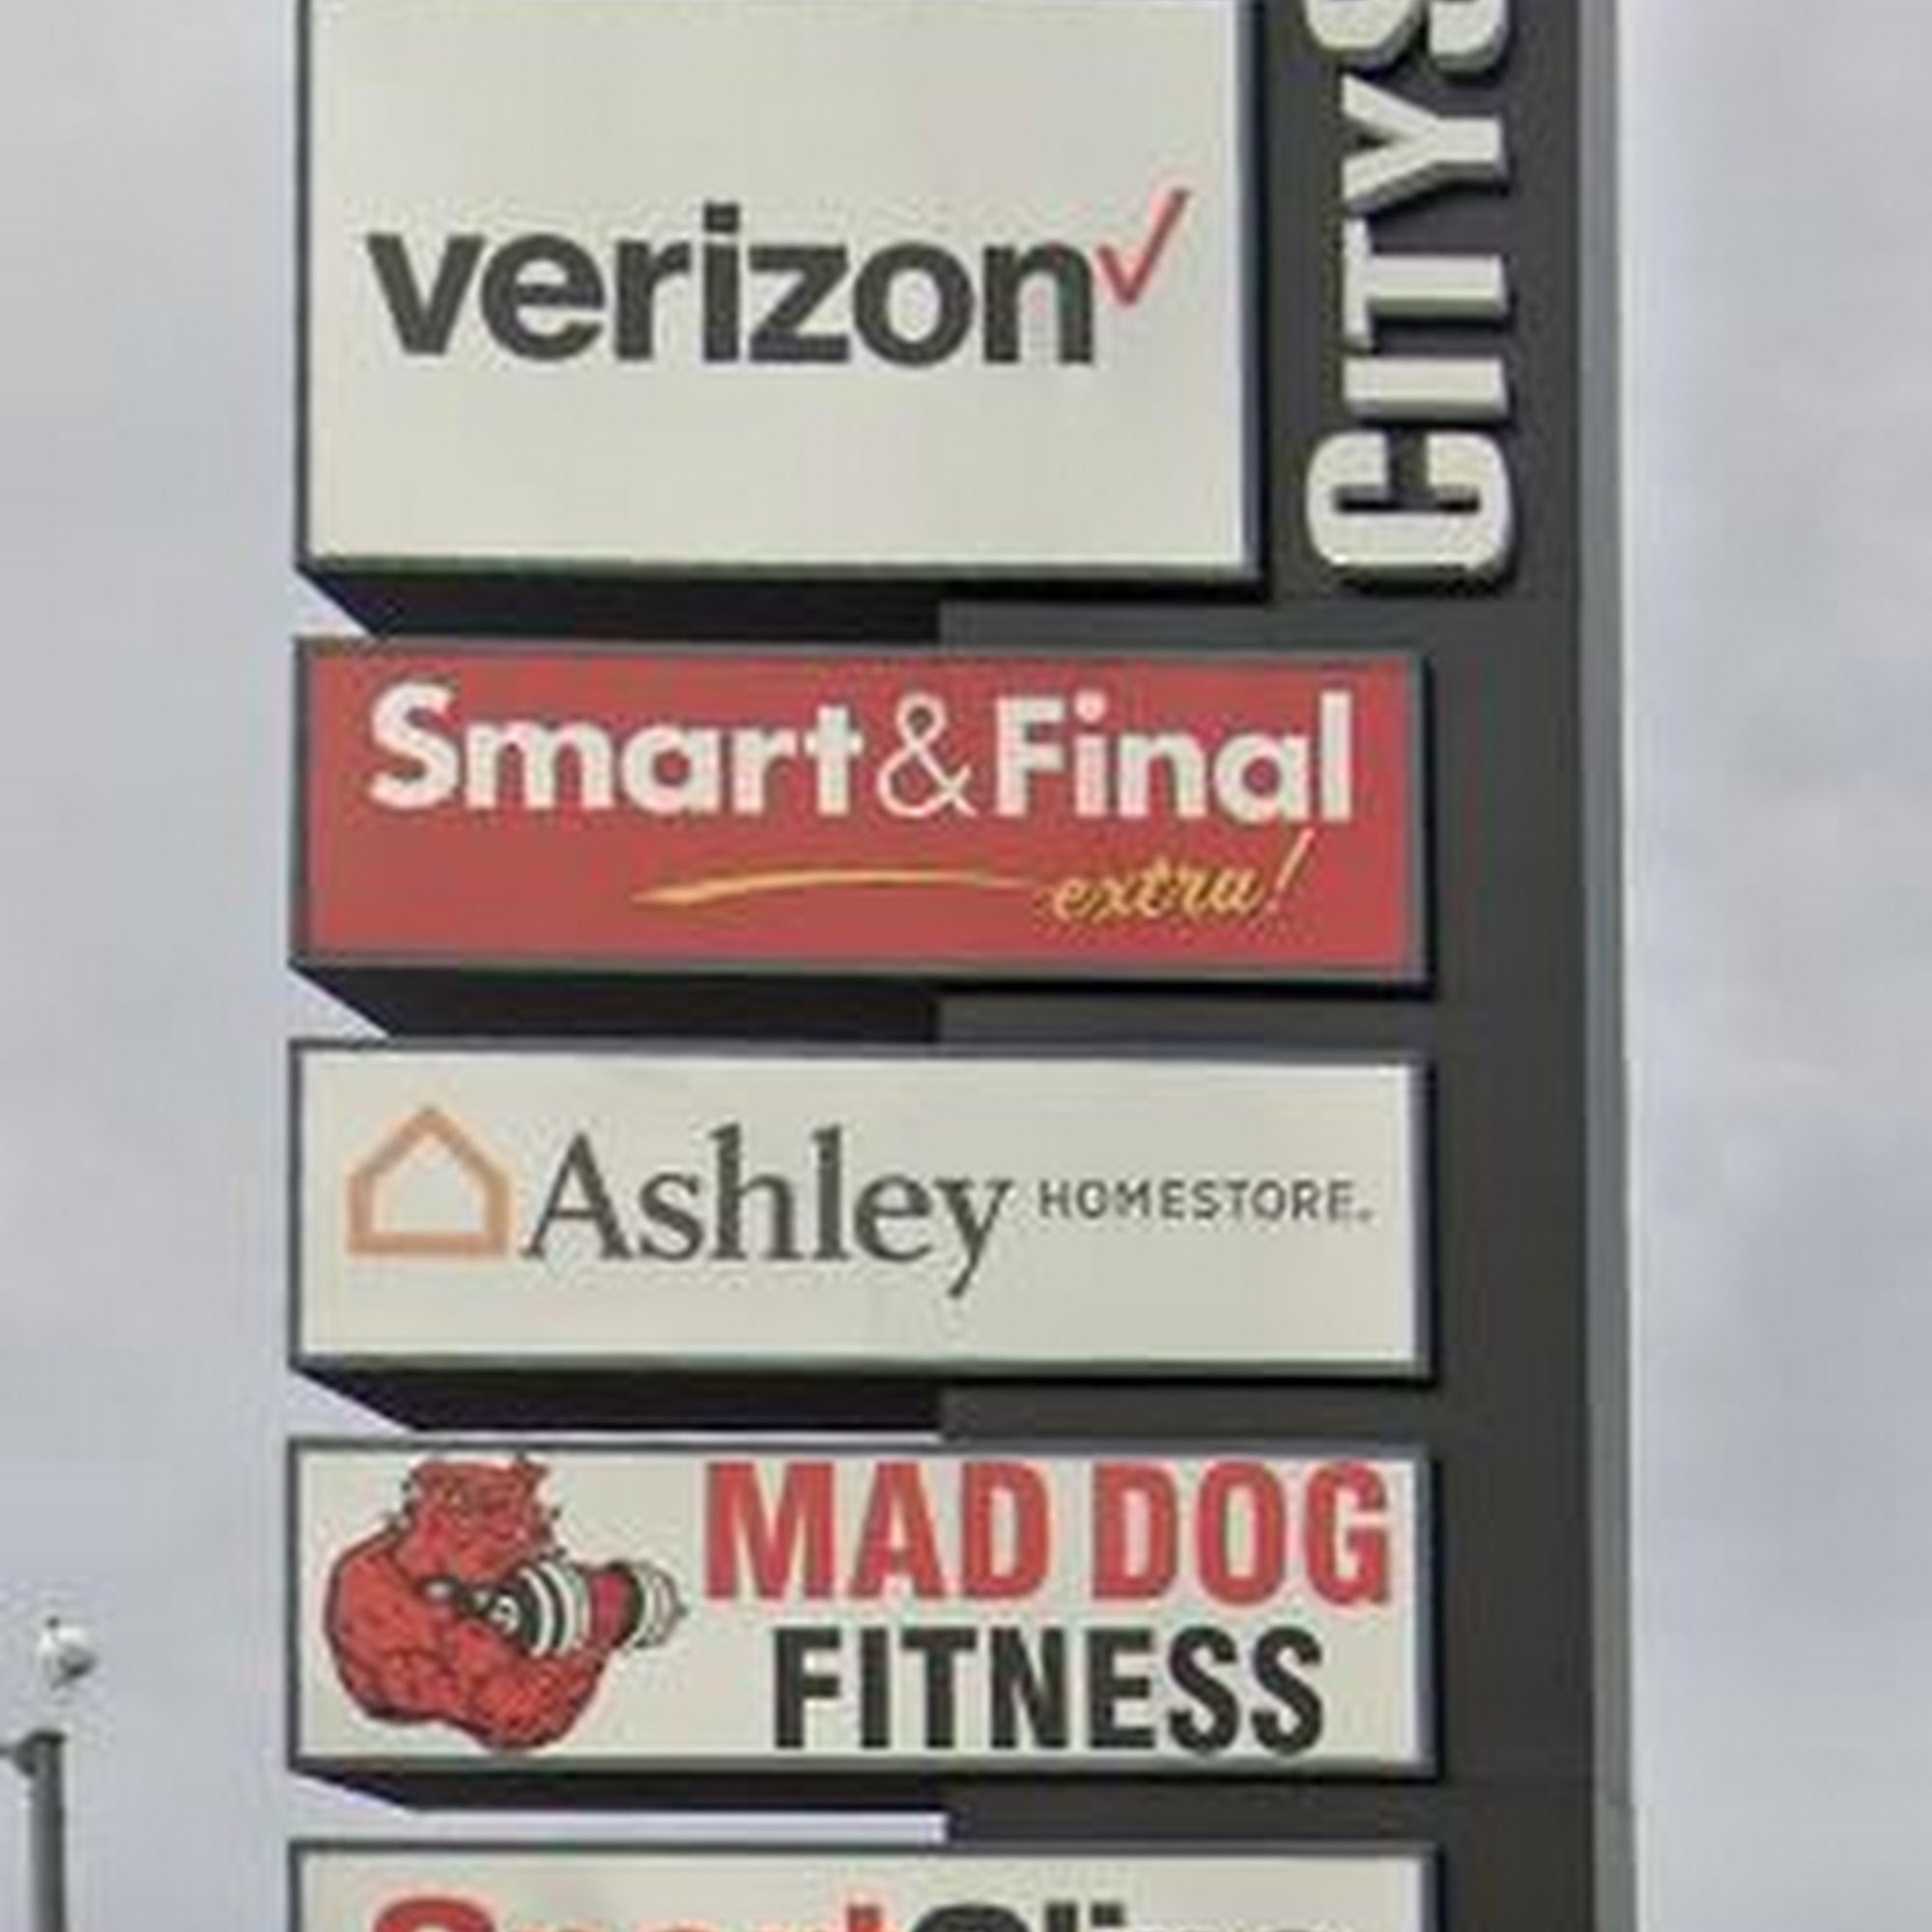 verizon
Smart&Final
extra!
Ashley HOMESTORE.
MAD DOG
FITNESS
CITY